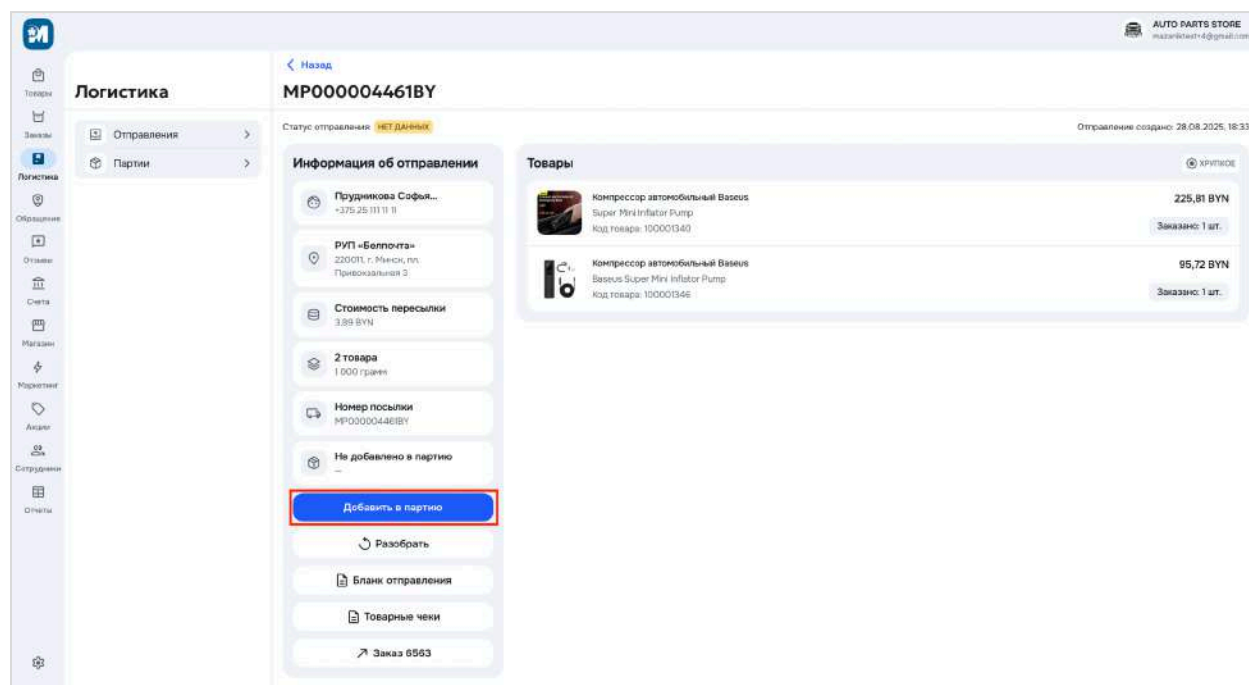 AUTO PARTS STORE
mazaniktest+4@gmail.com
Товары
Заказы
Логистика
Обращения
Отзывы
Счета
Магазин
Маркетинг
Акции
Сотрудники
Отчеты
Логистика
Отправления
Партии
Назад
MP000004461BY
Статус отправления НЕТ ДАННЫХ
Отправление создано: 28.08.2025, 18:33
Информация об отправлении
Прудникова Софья...
+375 25 111 11 11
РУП «Белпочта»
220011, г. Минск, пл.
Привокзальная 3
Стоимость пересылки
3,89 BYN
2 товара
1 000 грамм
Номер посылки
MP000004461BY
Не добавлено в партию
—
Добавить в партию
Разобрать
Бланк отправления
Товарные чеки
Заказ 6563
Товары
ХРУПКОЕ
Компрессор автомобильный Baseus
Super Mini Inflator Pump
Код товара: 100001340
225,81 BYN
Заказано: 1 шт.
Компрессор автомобильный Baseus
Baseus Super Mini Inflator Pump
Код товара: 100001346
95,72 BYN
Заказано: 1 шт.